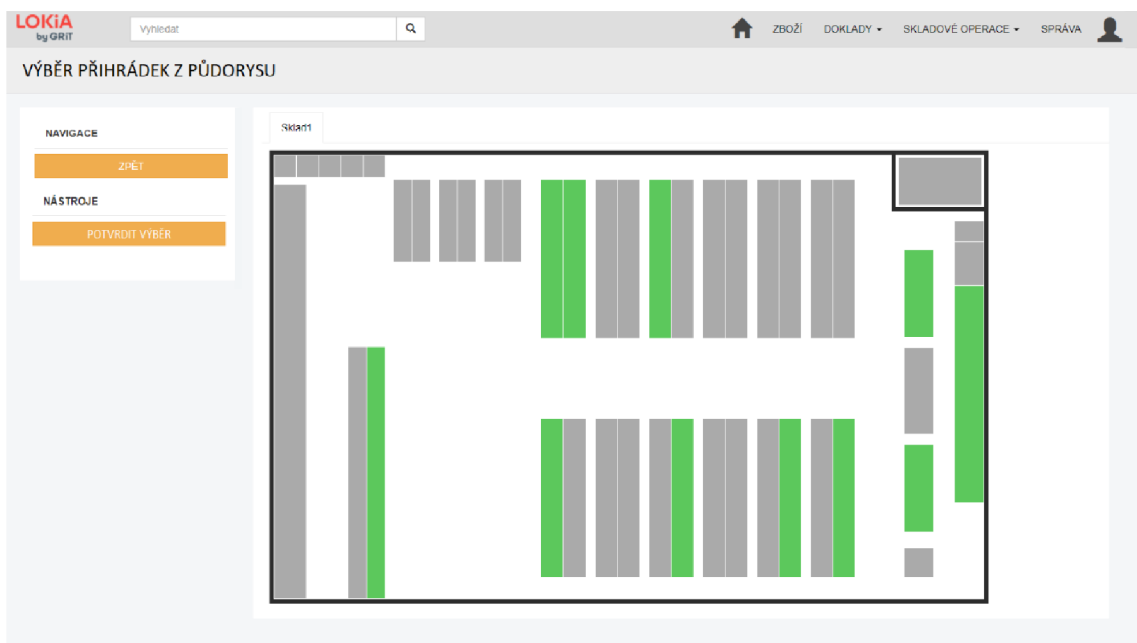 LOKiA
by GRiT
Vyhledat
ZBOŽÍ
DOKLADY
SKLADOVÉ OPERACE
SPRÁVA
VÝBĚR PŘIHRÁDEK Z PŮDORYSU
NAVIGACE
ZPĚT
NÁSTROJE
POTVRDIT VÝBĚR
Sklad1